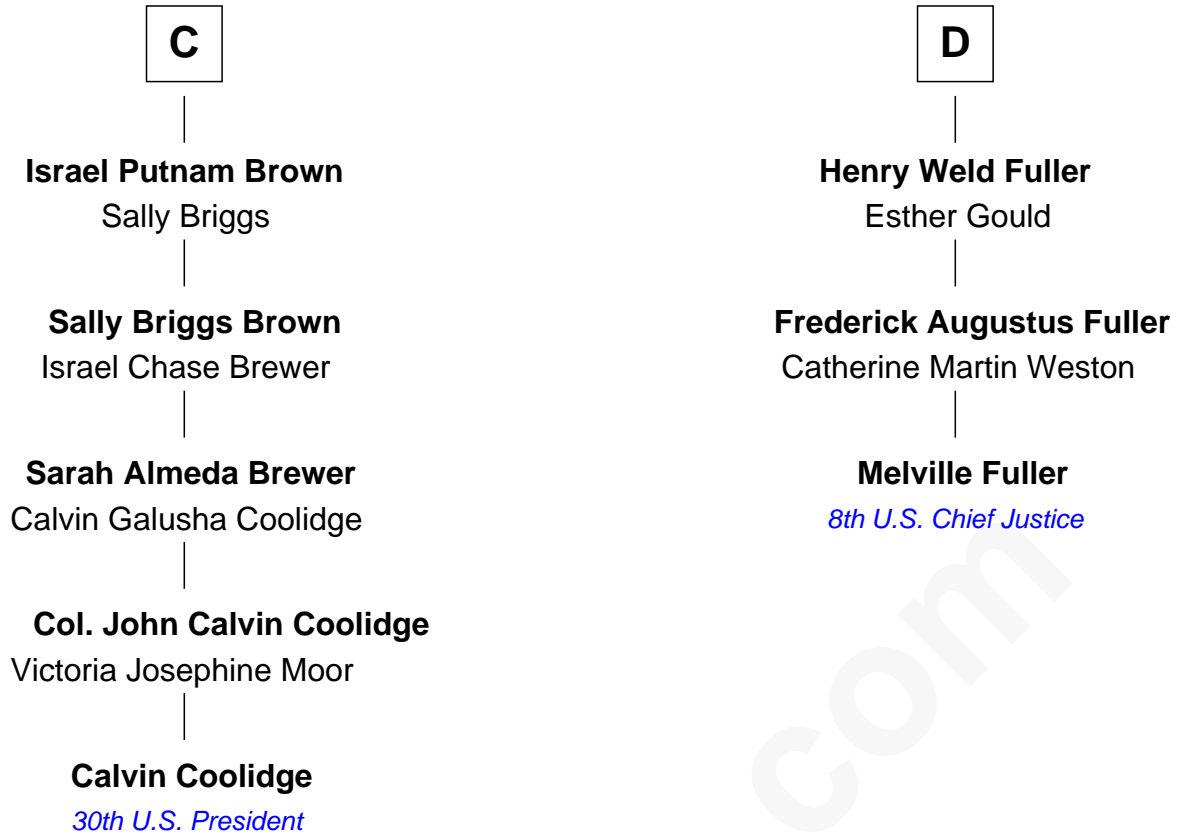 C
Israel Putnam Brown
Sally Briggs
Sally Briggs Brown
Israel Chase Brewer
Sarah Almeda Brewer
Calvin Galusha Coolidge
Col. John Calvin Coolidge
Victoria Josephine Moor
Calvin Coolidge
30th U.S. President
D
Henry Weld Fuller
Esther Gould
Frederick Augustus Fuller
Catherine Martin Weston
Melville Fuller
8th U.S. Chief Justice
com